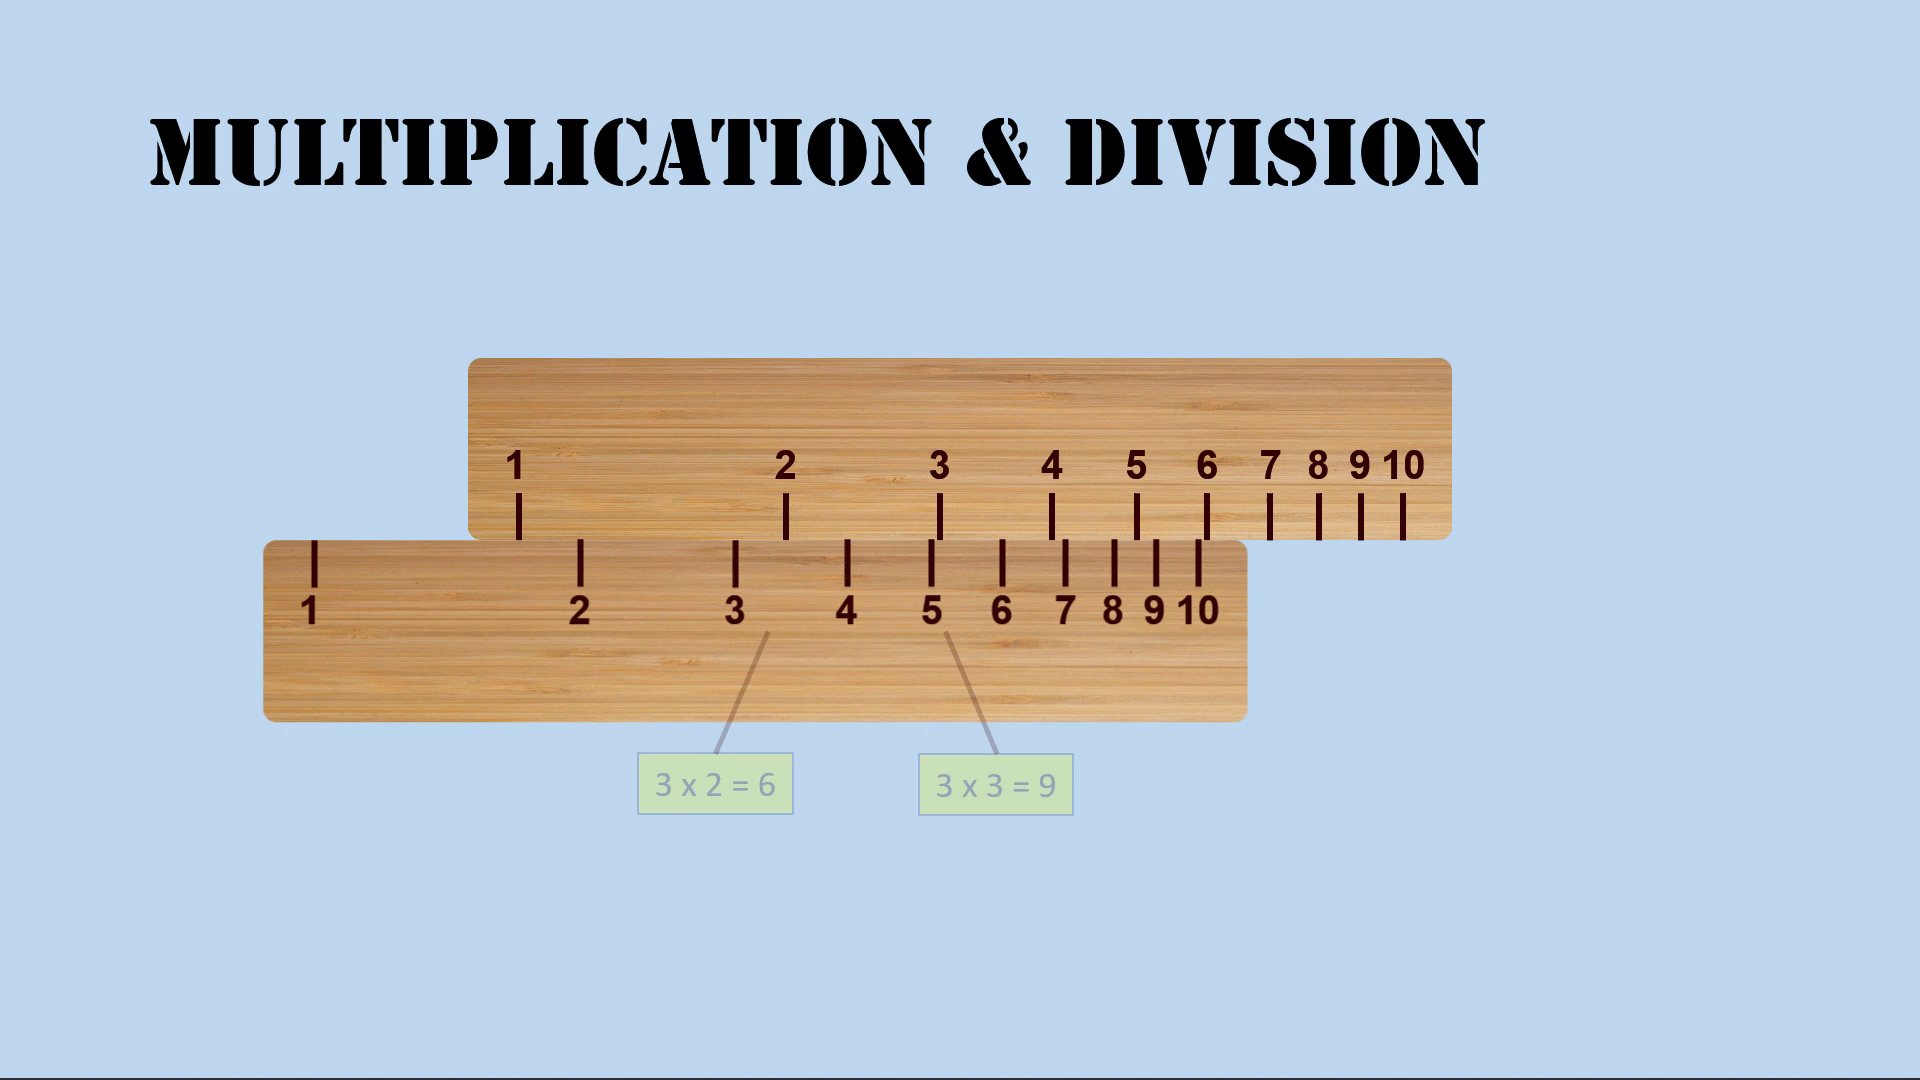 MULTIPLICATION & DIVISION
1 2 3 4 5 6 7 8 9 10
1 2 3 4 5 6 7 8 9 10
3 x 2 = 6
3 x 3 = 9